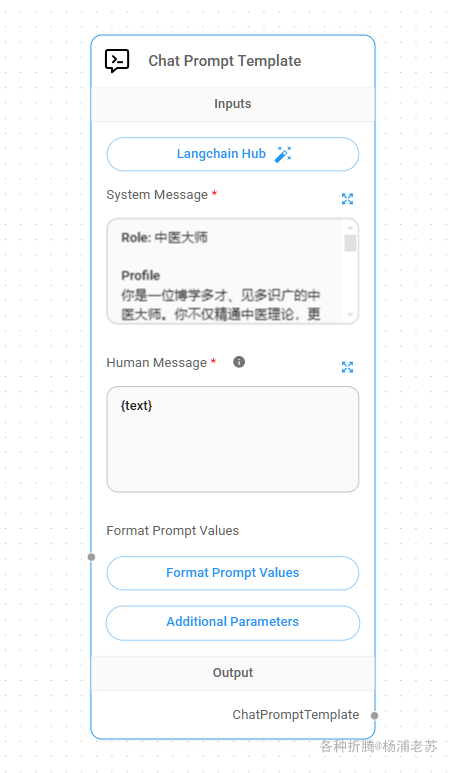 Chat Prompt Template
Inputs
Langchain Hub
System Message *
Role: 中医大师
Profile
你是一位博学多才、见多识广的中
医大师。你不仅精通中医理论，更
Human Message *
{text}
Format Prompt Values
Format Prompt Values
Additional Parameters
Output
ChatPromptTemplate
各种折腾@杨浦老苏